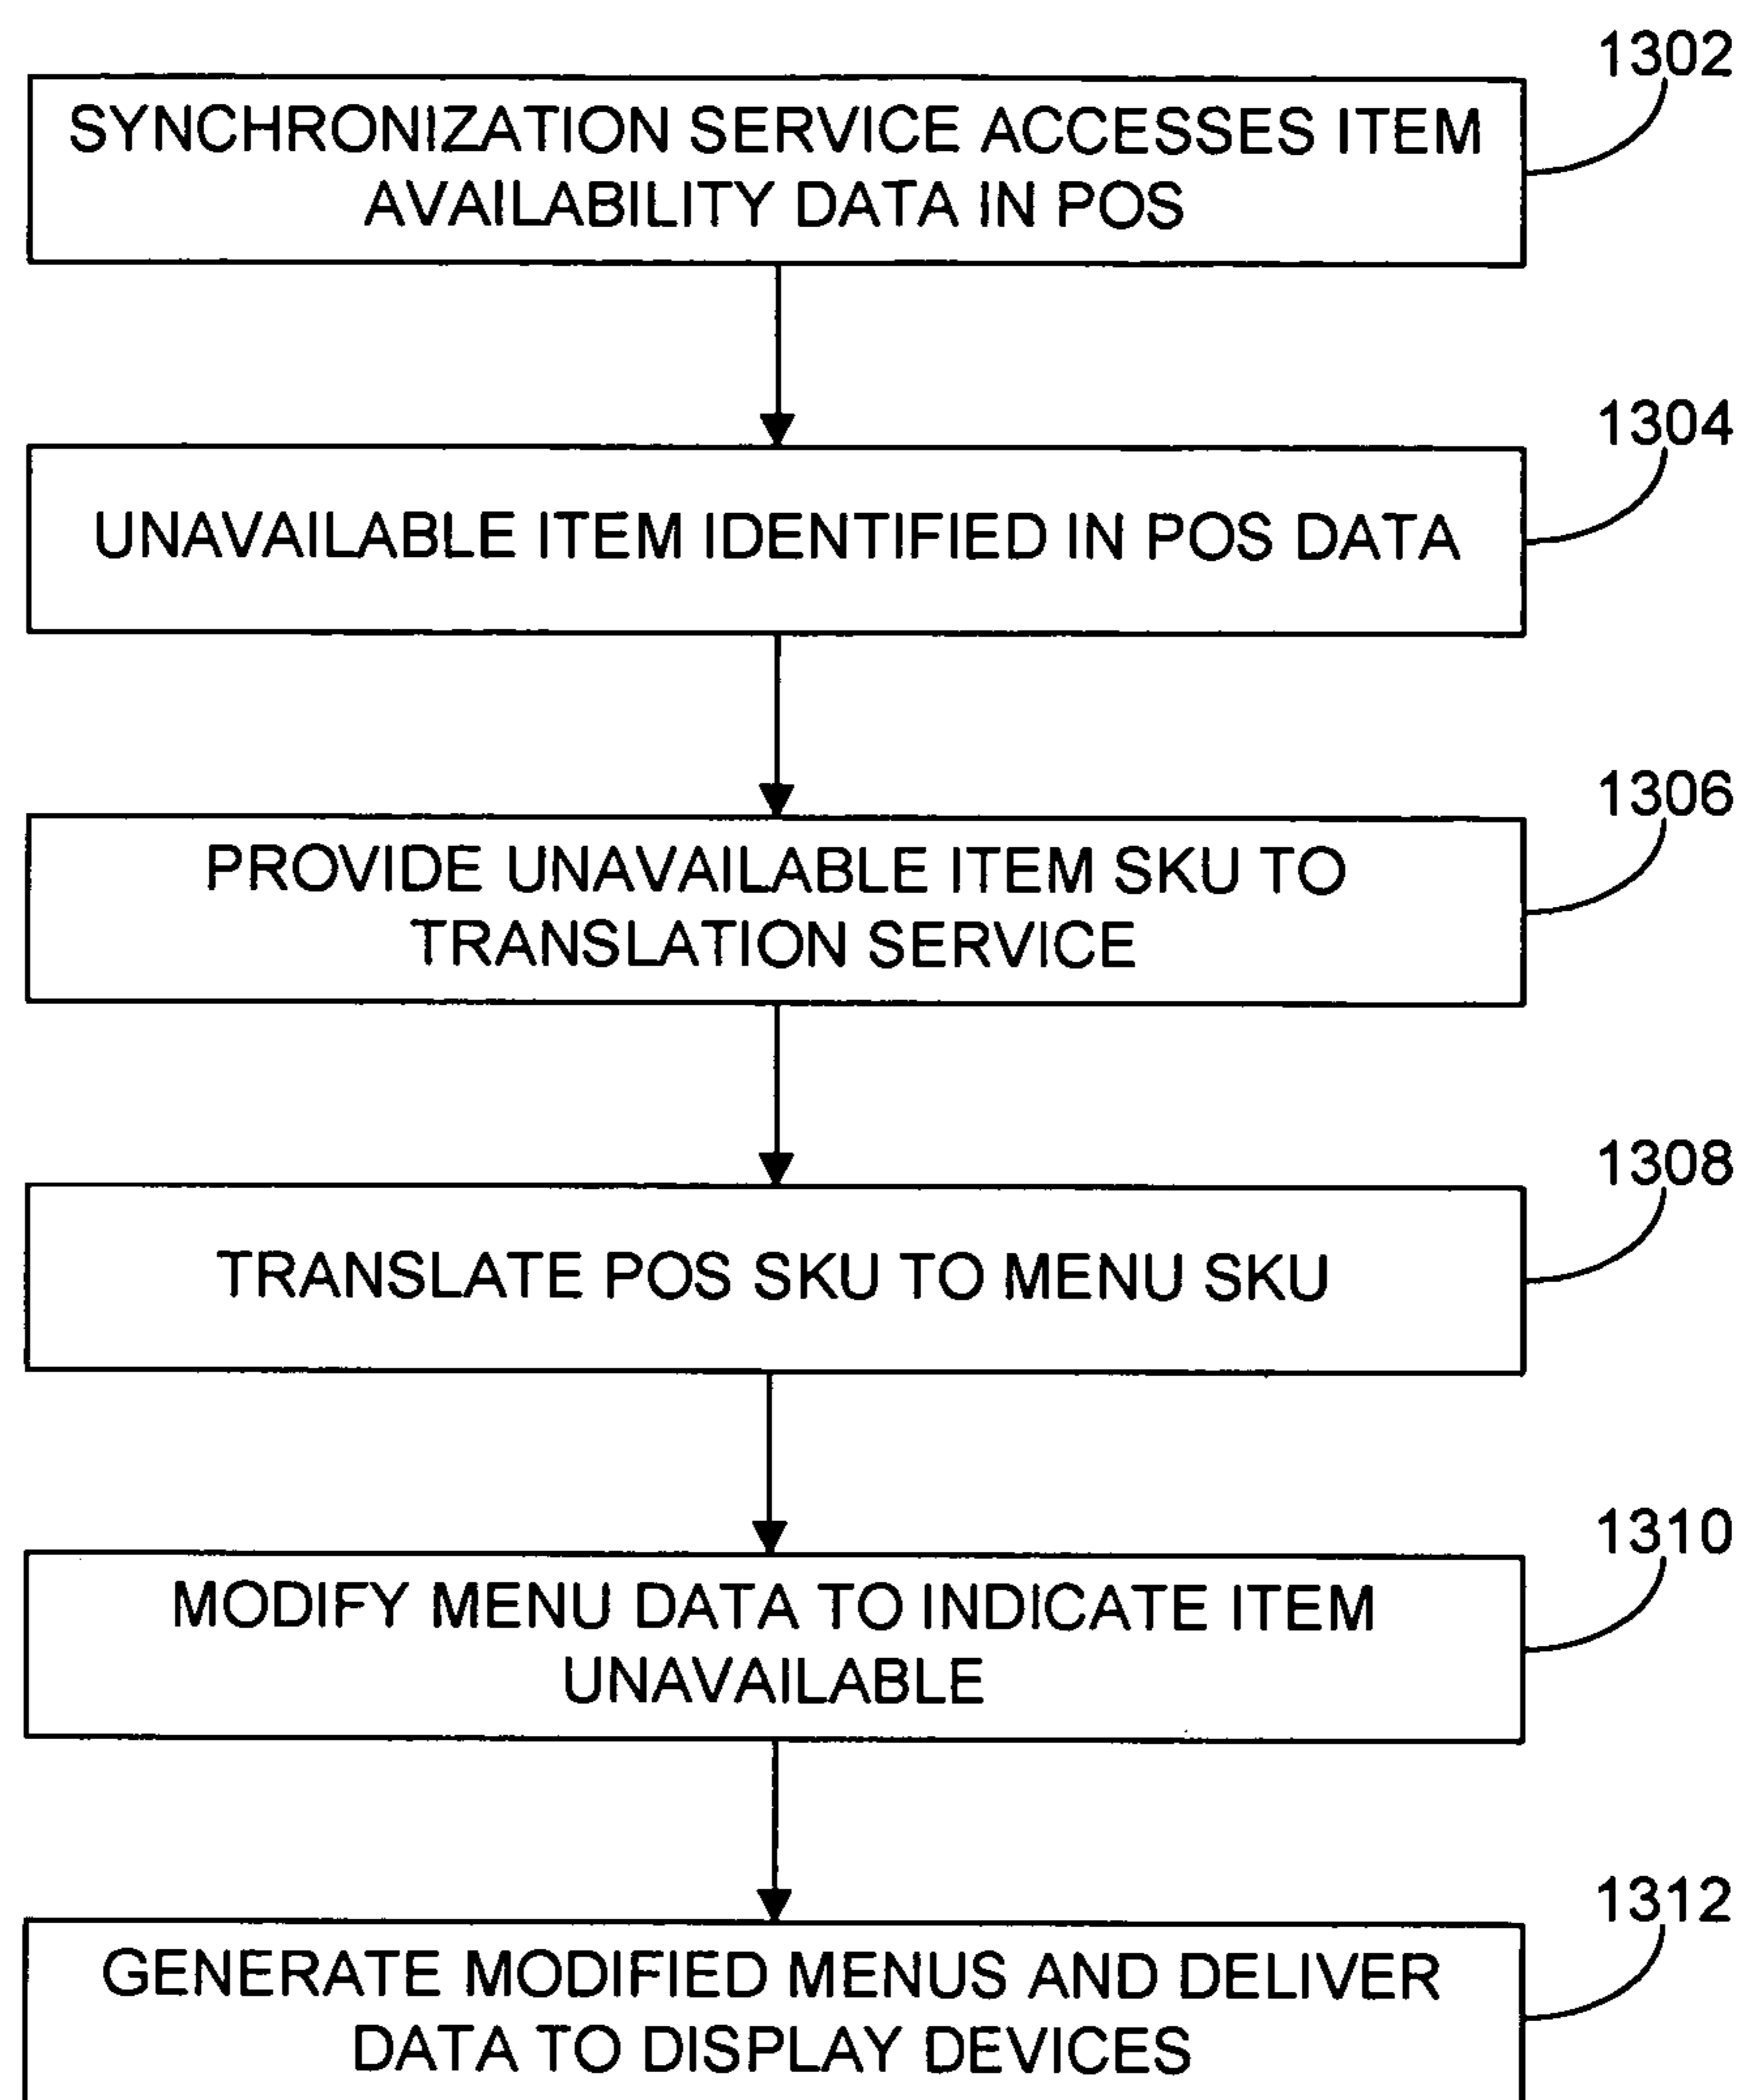 1302
SYNCHRONIZATION SERVICE ACCESSES ITEM
AVAILABILITY DATA IN POS
1304
UNAVAILABLE ITEM IDENTIFIED IN POS DATA
1306
PROVIDE UNAVAILABLE ITEM SKU TO
TRANSLATION SERVICE
1308
TRANSLATE POS SKU TO MENU SKU
1310
MODIFY MENU DATA TO INDICATE ITEM
UNAVAILABLE
1312
GENERATE MODIFIED MENUS AND DELIVER
DATA TO DISPLAY DEVICES